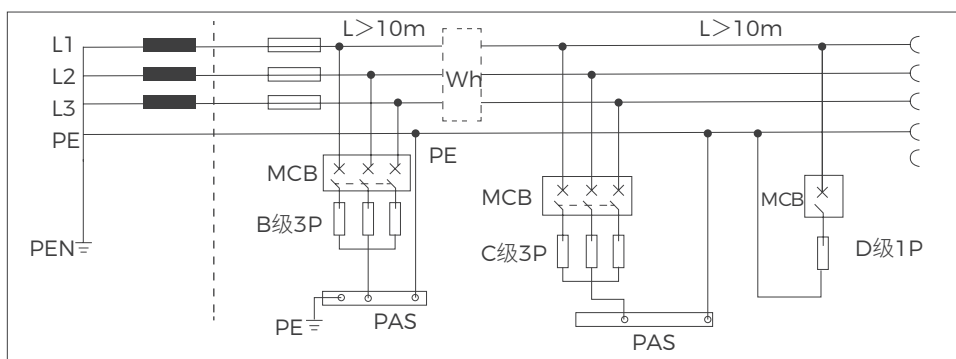 L>10m
L>10m
L1
L2
Wh
L3
PE
PE
MCB
MCB
MCB
B级3P
C级3P
D级1P
PEN
PE
PAS
PAS